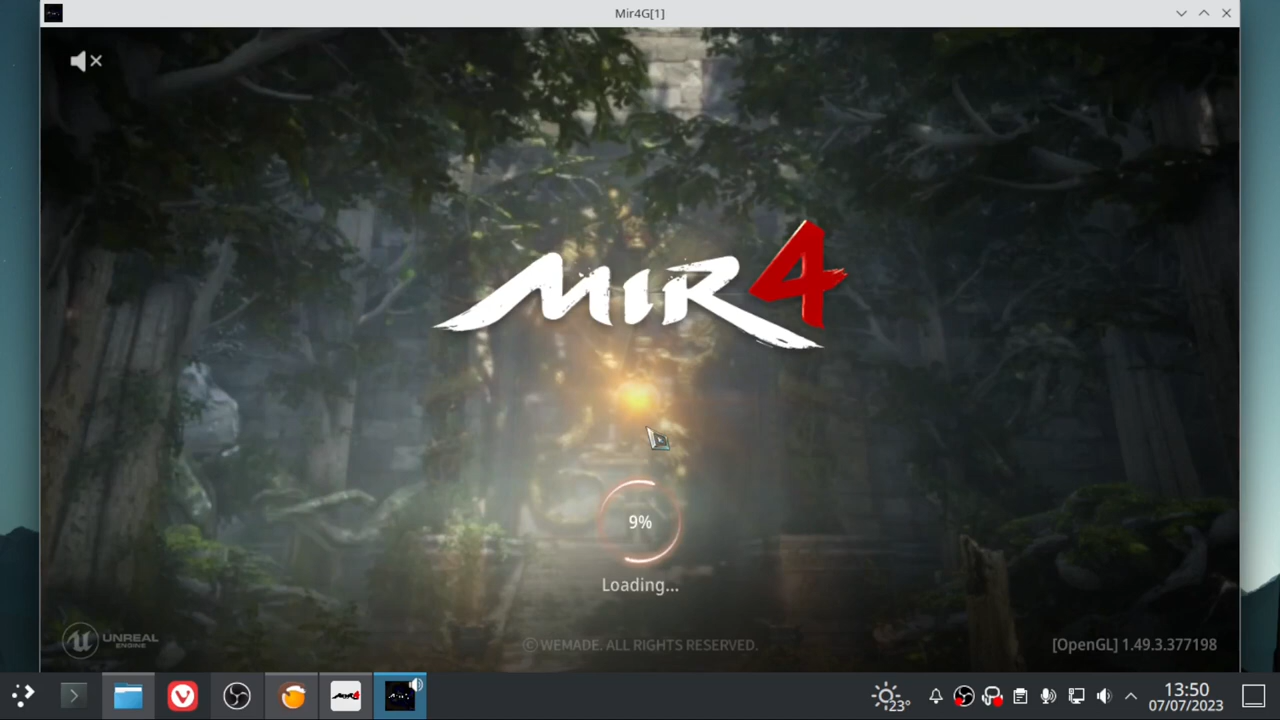 Mir4G[1]
MIR4
9%
Loading...
UNREAL
ENGINE
© WEMADE. ALL RIGHTS RESERVED.
[OpenGL] 1.49.3.377198
MIR4
23°
13:50
07/07/2023